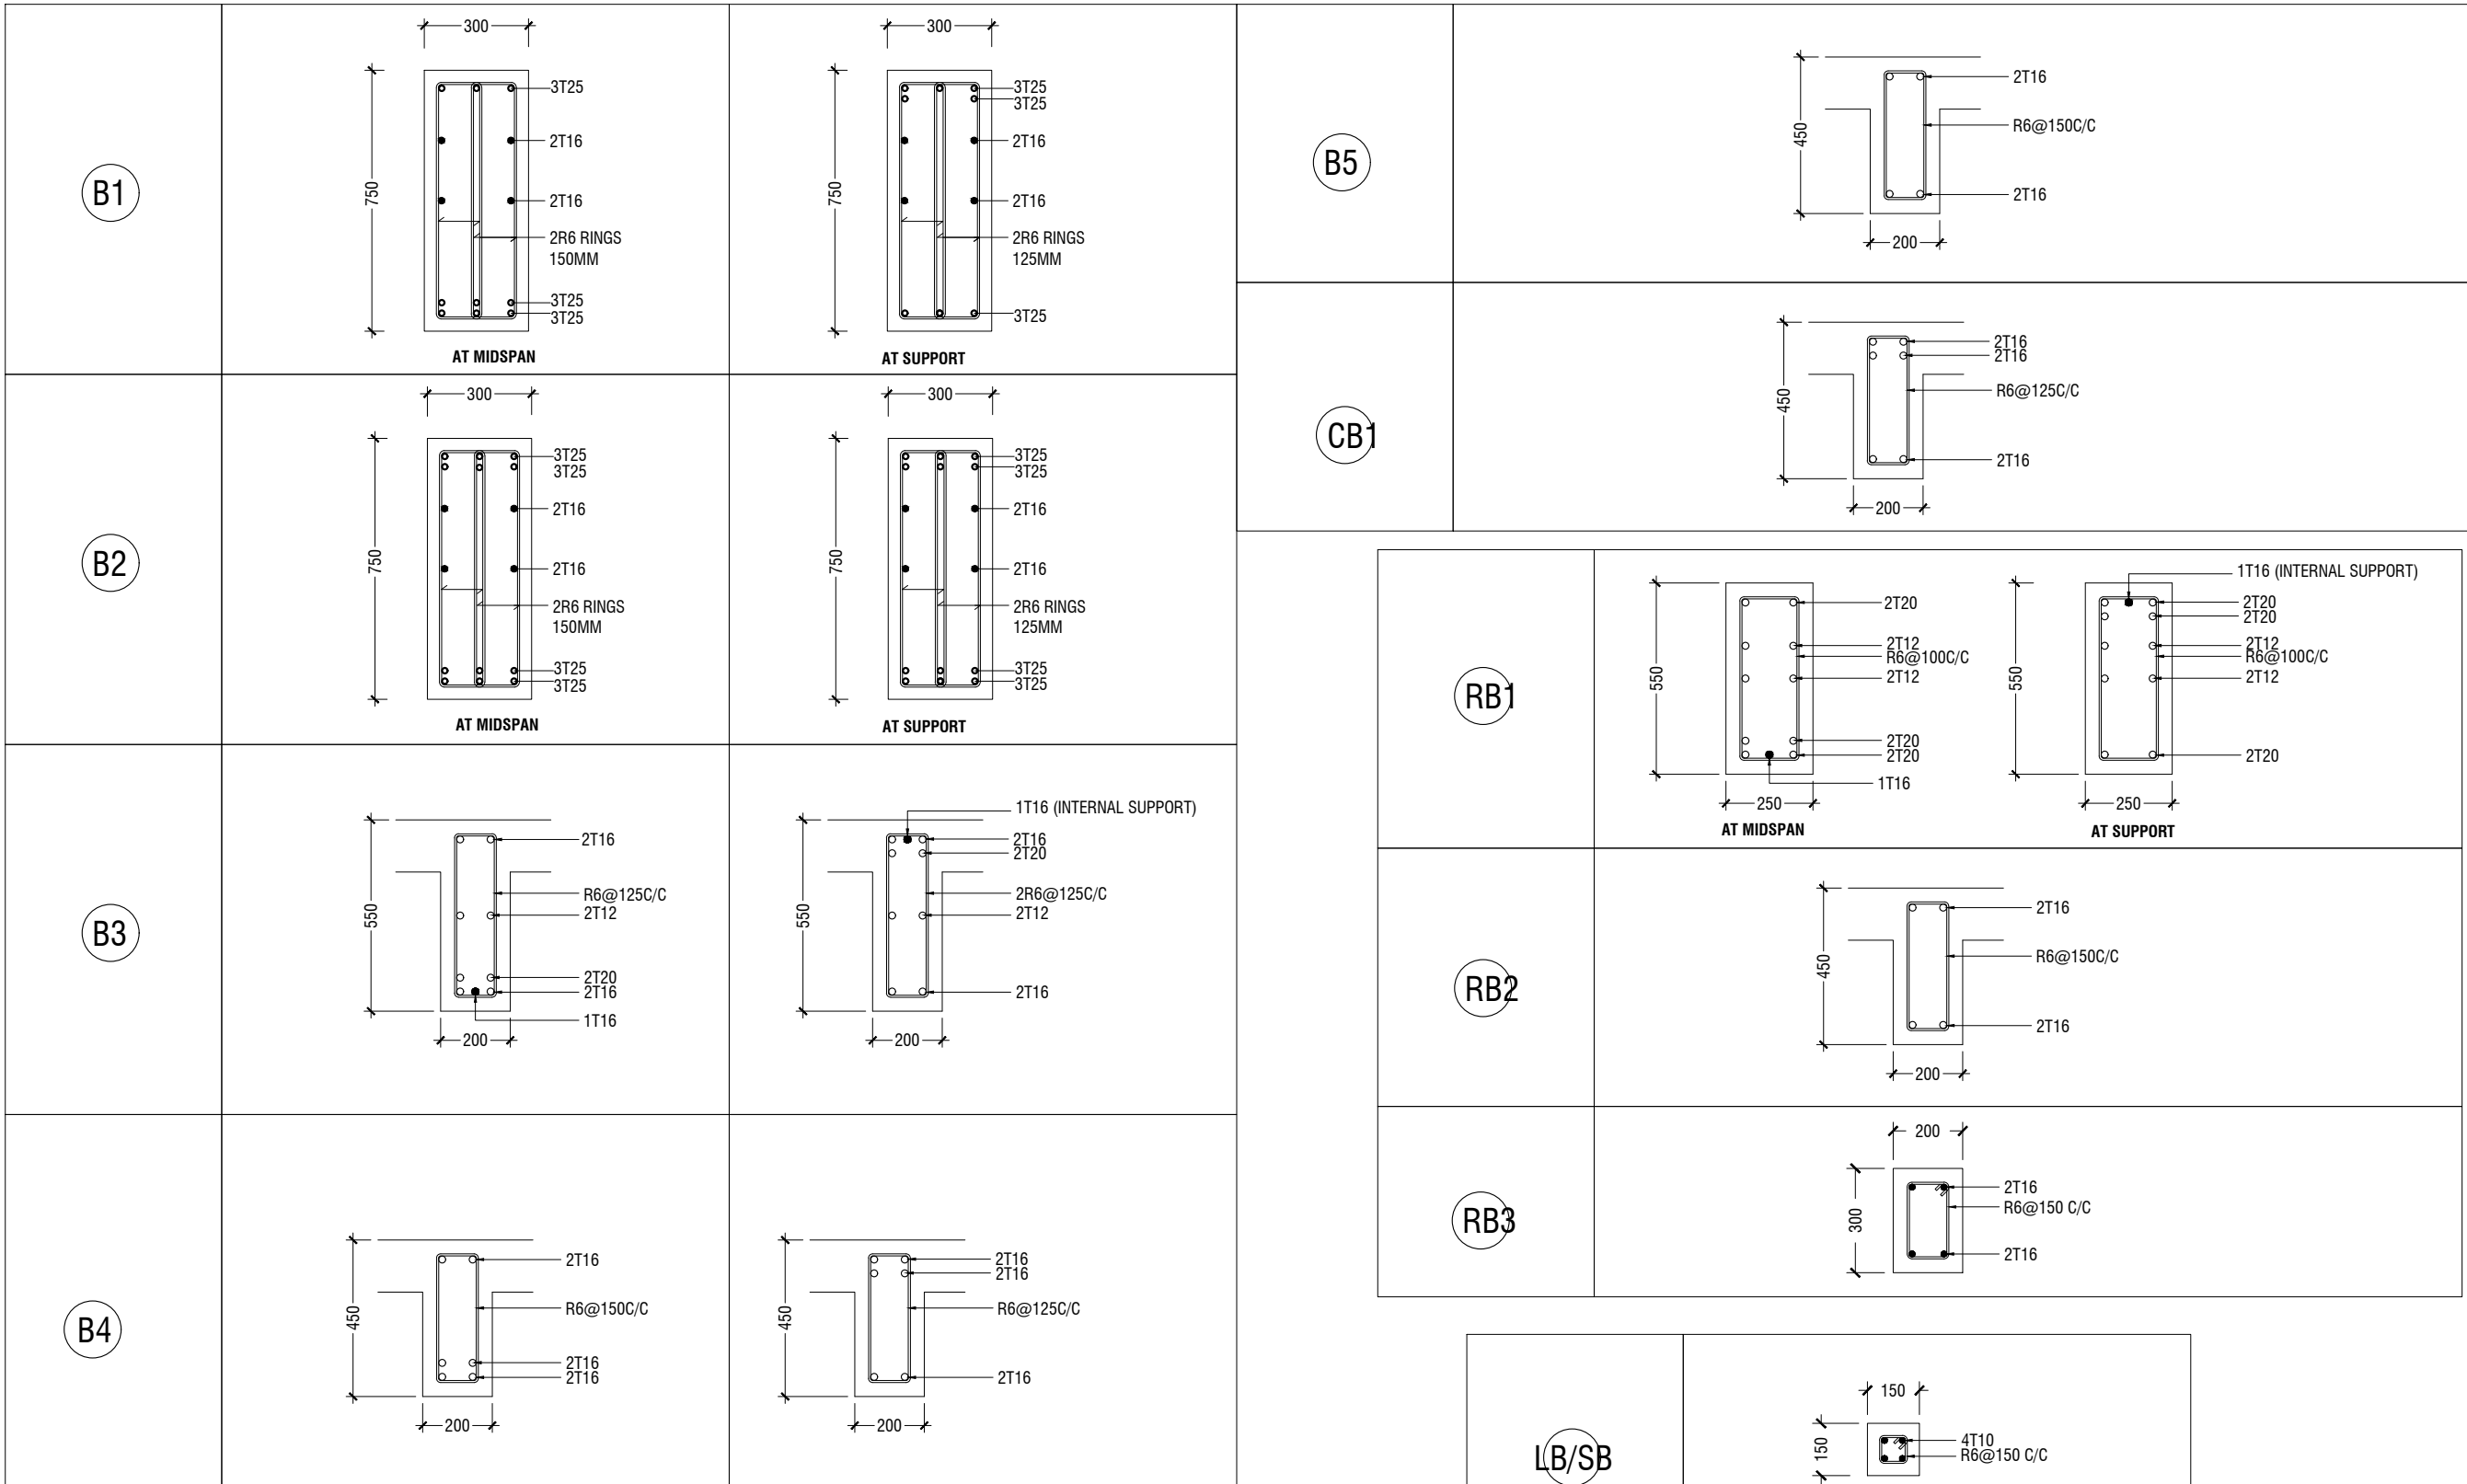 B1
300
750
3T25
2T16
2T16
2R6 RINGS
150MM
3T25
3T25
AT MIDSPAN
300
750
3T25
3T25
2T16
2T16
2R6 RINGS
125MM
3T25
AT SUPPORT
B2
300
750
3T25
3T25
2T16
2T16
2R6 RINGS
150MM
3T25
3T25
AT MIDSPAN
300
750
3T25
3T25
2T16
2T16
2R6 RINGS
125MM
3T25
3T25
AT SUPPORT
B3
550
2T16
R6@125C/C
2T12
2T20
2T16
1T16
200
1T16 (INTERNAL SUPPORT)
550
2T16
2T20
2R6@125C/C
2T12
2T16
200
B4
450
2T16
R6@150C/C
2T16
2T16
200
450
2T16
2T16
R6@125C/C
2T16
200
B5
450
2T16
R6@150C/C
2T16
200
CB1
450
2T16
2T16
R6@125C/C
2T16
200
RB1
550
2T20
2T12
R6@100C/C
2T12
2T20
2T20
1T16
250
AT MIDSPAN
1T16 (INTERNAL SUPPORT)
550
2T20
2T20
2T12
R6@100C/C
2T12
2T20
250
AT SUPPORT
RB2
450
2T16
R6@150C/C
2T16
200
RB3
200
300
2T16
R6@150 C/C
2T16
LB/SB
150
150
4T10
R6@150 C/C